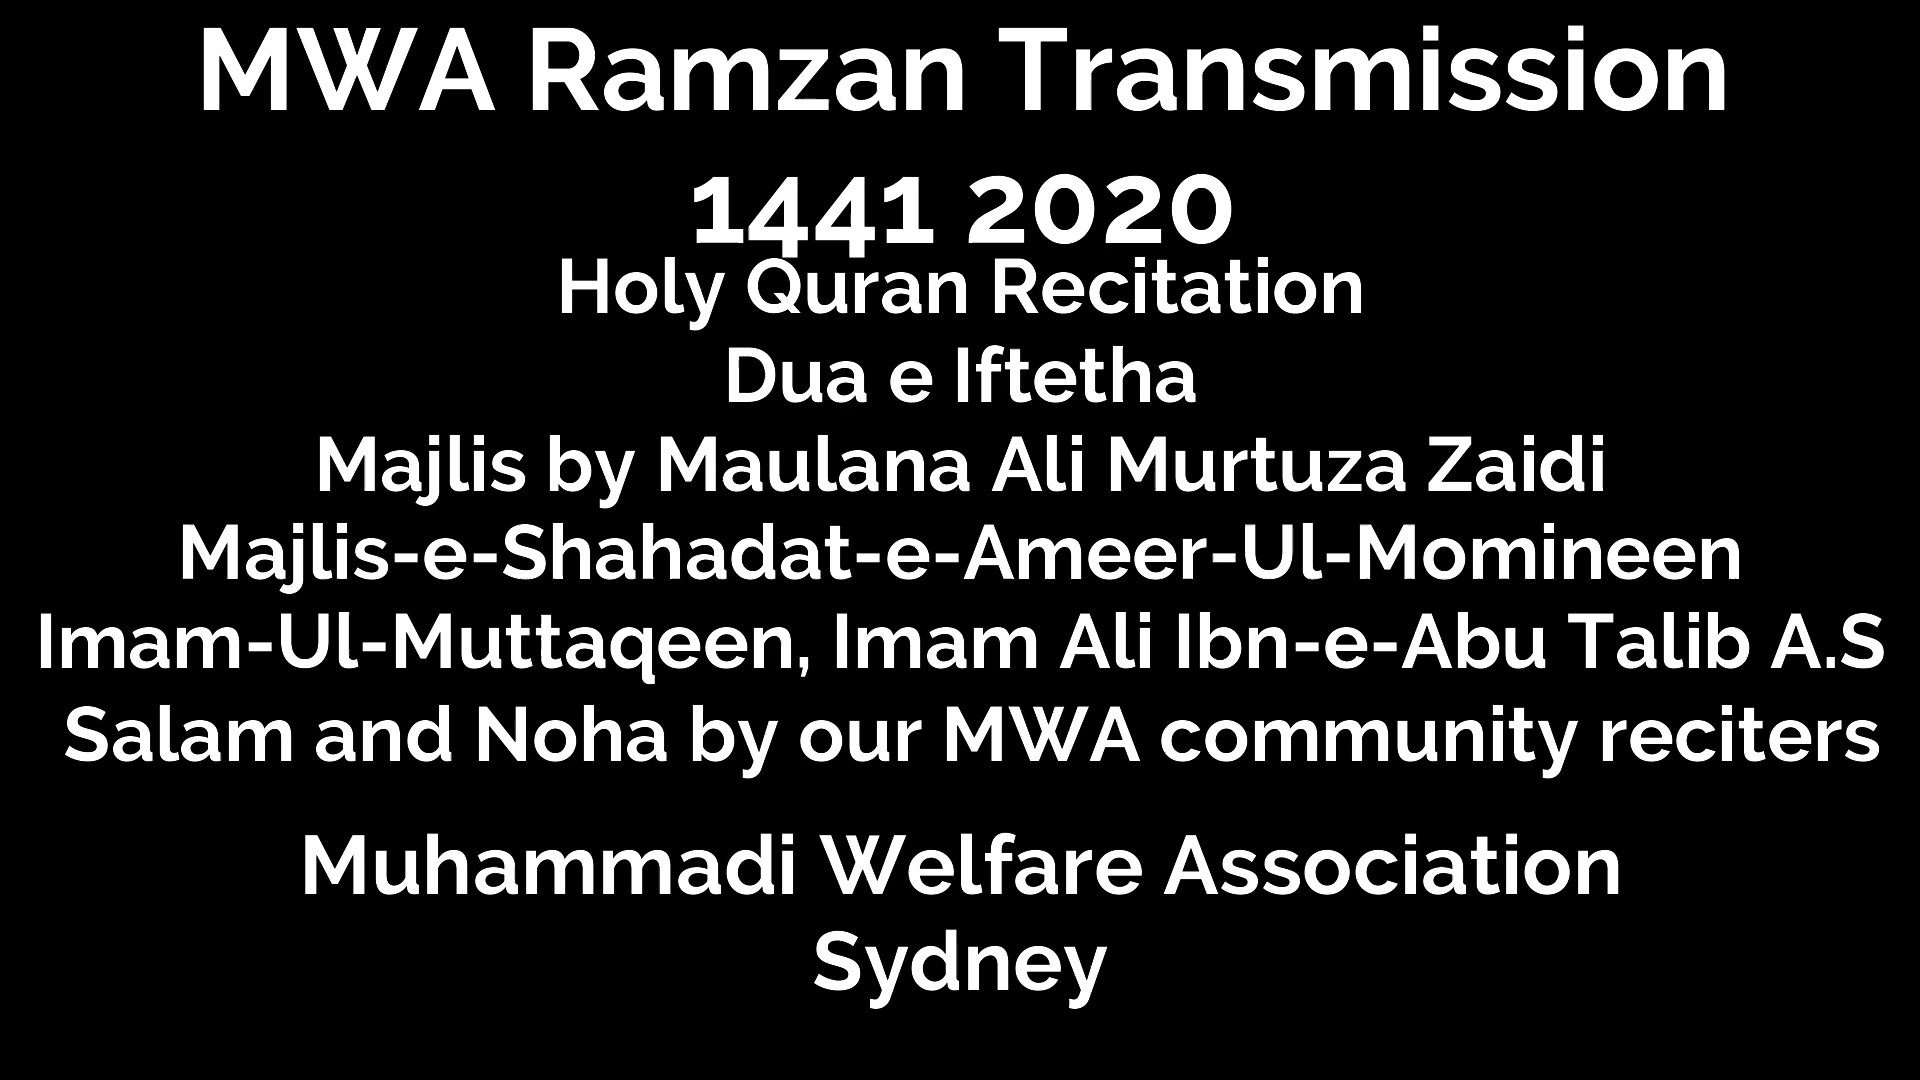 MWA Ramzan Transmission
1441 2020
Holy Quran Recitation
Dua e Iftetha
Majlis by Maulana Ali Murtuza Zaidi
Majlis-e-Shahadat-e-Ameer-Ul-Momineen
Imam-Ul-Muttaqeen, Imam Ali Ibn-e-Abu Talib A.S
Salam and Noha by our MWA community reciters
Muhammadi Welfare Association
Sydney